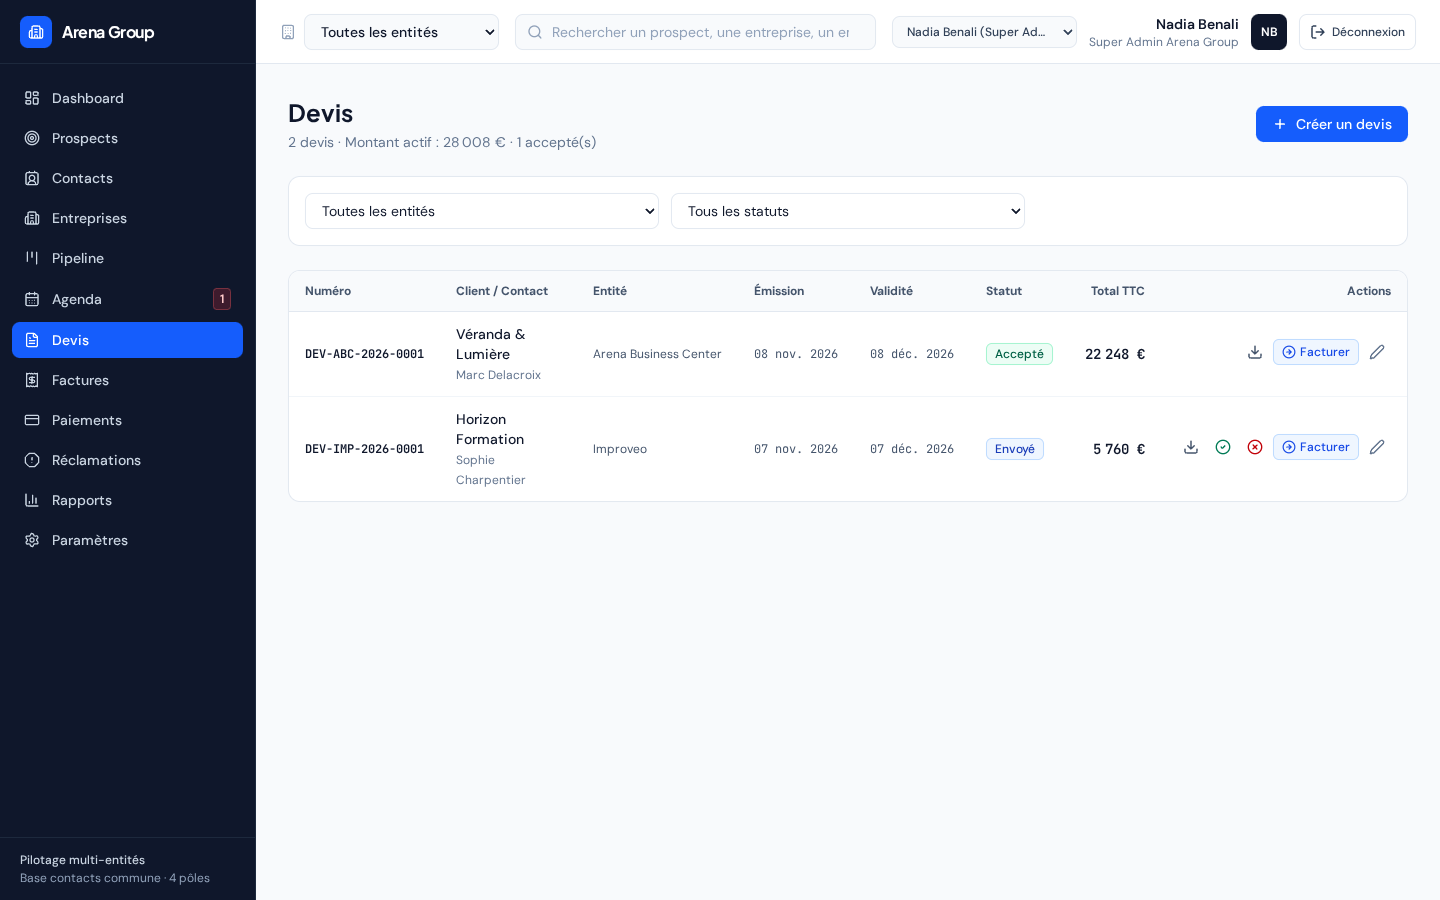 Arena Group
Toutes les entités
Rechercher un prospect, une entreprise, un er
Nadia Benali (Super Ad...
Nadia Benali
Super Admin Arena Group
NB
Déconnexion
Dashboard
Prospects
Contacts
Entreprises
Pipeline
Agenda
1
Devis
Factures
Paiements
Réclamations
Rapports
Paramètres
Pilotage multi-entités
Base contacts commune · 4 pôles
Devis
2 devis · Montant actif : 28 008 € · 1 accepté(s)
Créer un devis
Toutes les entités
Tous les statuts
Numéro Client / Contact Entité Émission Validité Statut Total TTC Actions
DEV-ABC-2026-0001
Véranda &
Lumière
Marc Delacroix
Arena Business Center
08 nov. 2026
08 déc. 2026
Accepté
22 248 €
Facturer
DEV-IMP-2026-0001
Horizon
Formation
Sophie
Charpentier
Improveo
07 nov. 2026
07 déc. 2026
Envoyé
5 760 €
Facturer